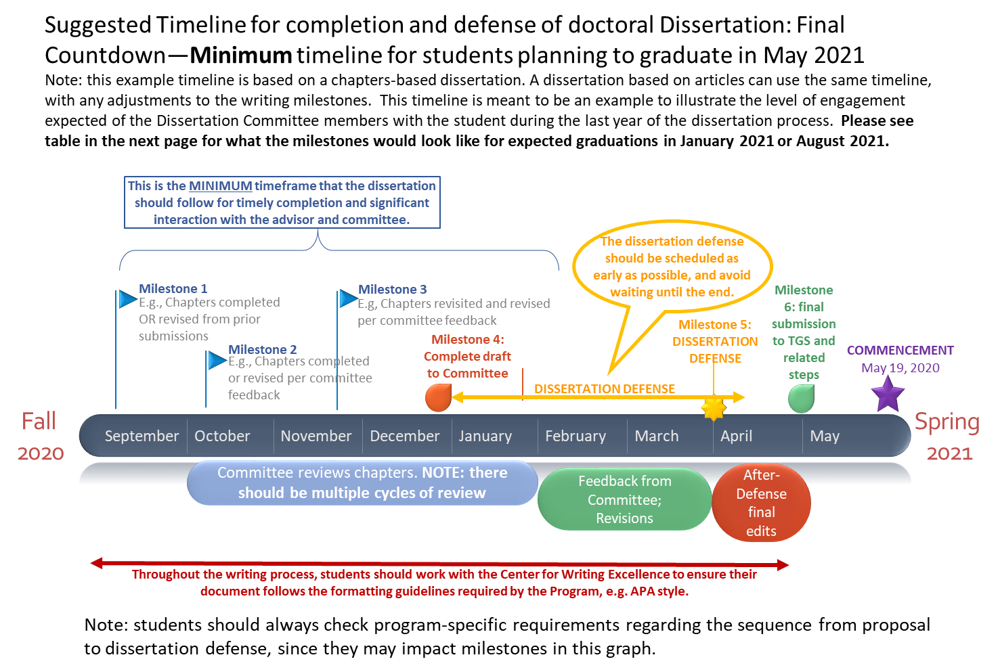 Suggested Timeline for completion and defense of doctoral Dissertation: Final
Countdown—Minimum timeline for students planning to graduate in May 2021
Note: this example timeline is based on a chapters-based dissertation. A dissertation based on articles can use the same timeline,
with any adjustments to the writing milestones. This timeline is meant to be an example to illustrate the level of engagement
expected of the Dissertation Committee members with the student during the last year of the dissertation process. Please see
table in the next page for what the milestones would look like for expected graduations in January 2021 or August 2021.
This is the MINIMUM timeframe that the dissertation
should follow for timely completion and significant
interaction with the advisor and committee.
The dissertation defense
should be scheduled as
early as possible, and avoid
waiting until the end.
Milestone 1
E.g., Chapters completed
OR revised from prior
submissions
Milestone 2
E.g., Chapters completed
or revised per committee
feedback
Milestone 3
E.g, Chapters revisited and revised
per committee feedback
Milestone 4:
Complete draft
to Committee
DISSERTATION DEFENSE
Milestone 5:
DISSERTATION
DEFENSE
Milestone
6: final
submission
to TGS and
related
steps
COMMENCEMENT
May 19, 2020
Fall
2020
September
October
November
December
January
February
March
April
May
Spring
2021
Committee reviews chapters. NOTE: there
should be multiple cycles of review
Feedback from
Committee;
Revisions
After-
Defense
final
edits
Throughout the writing process, students should work with the Center for Writing Excellence to ensure their
document follows the formatting guidelines required by the Program, e.g. APA style.
Note: students should always check program-specific requirements regarding the sequence from proposal
to dissertation defense, since they may impact milestones in this graph.